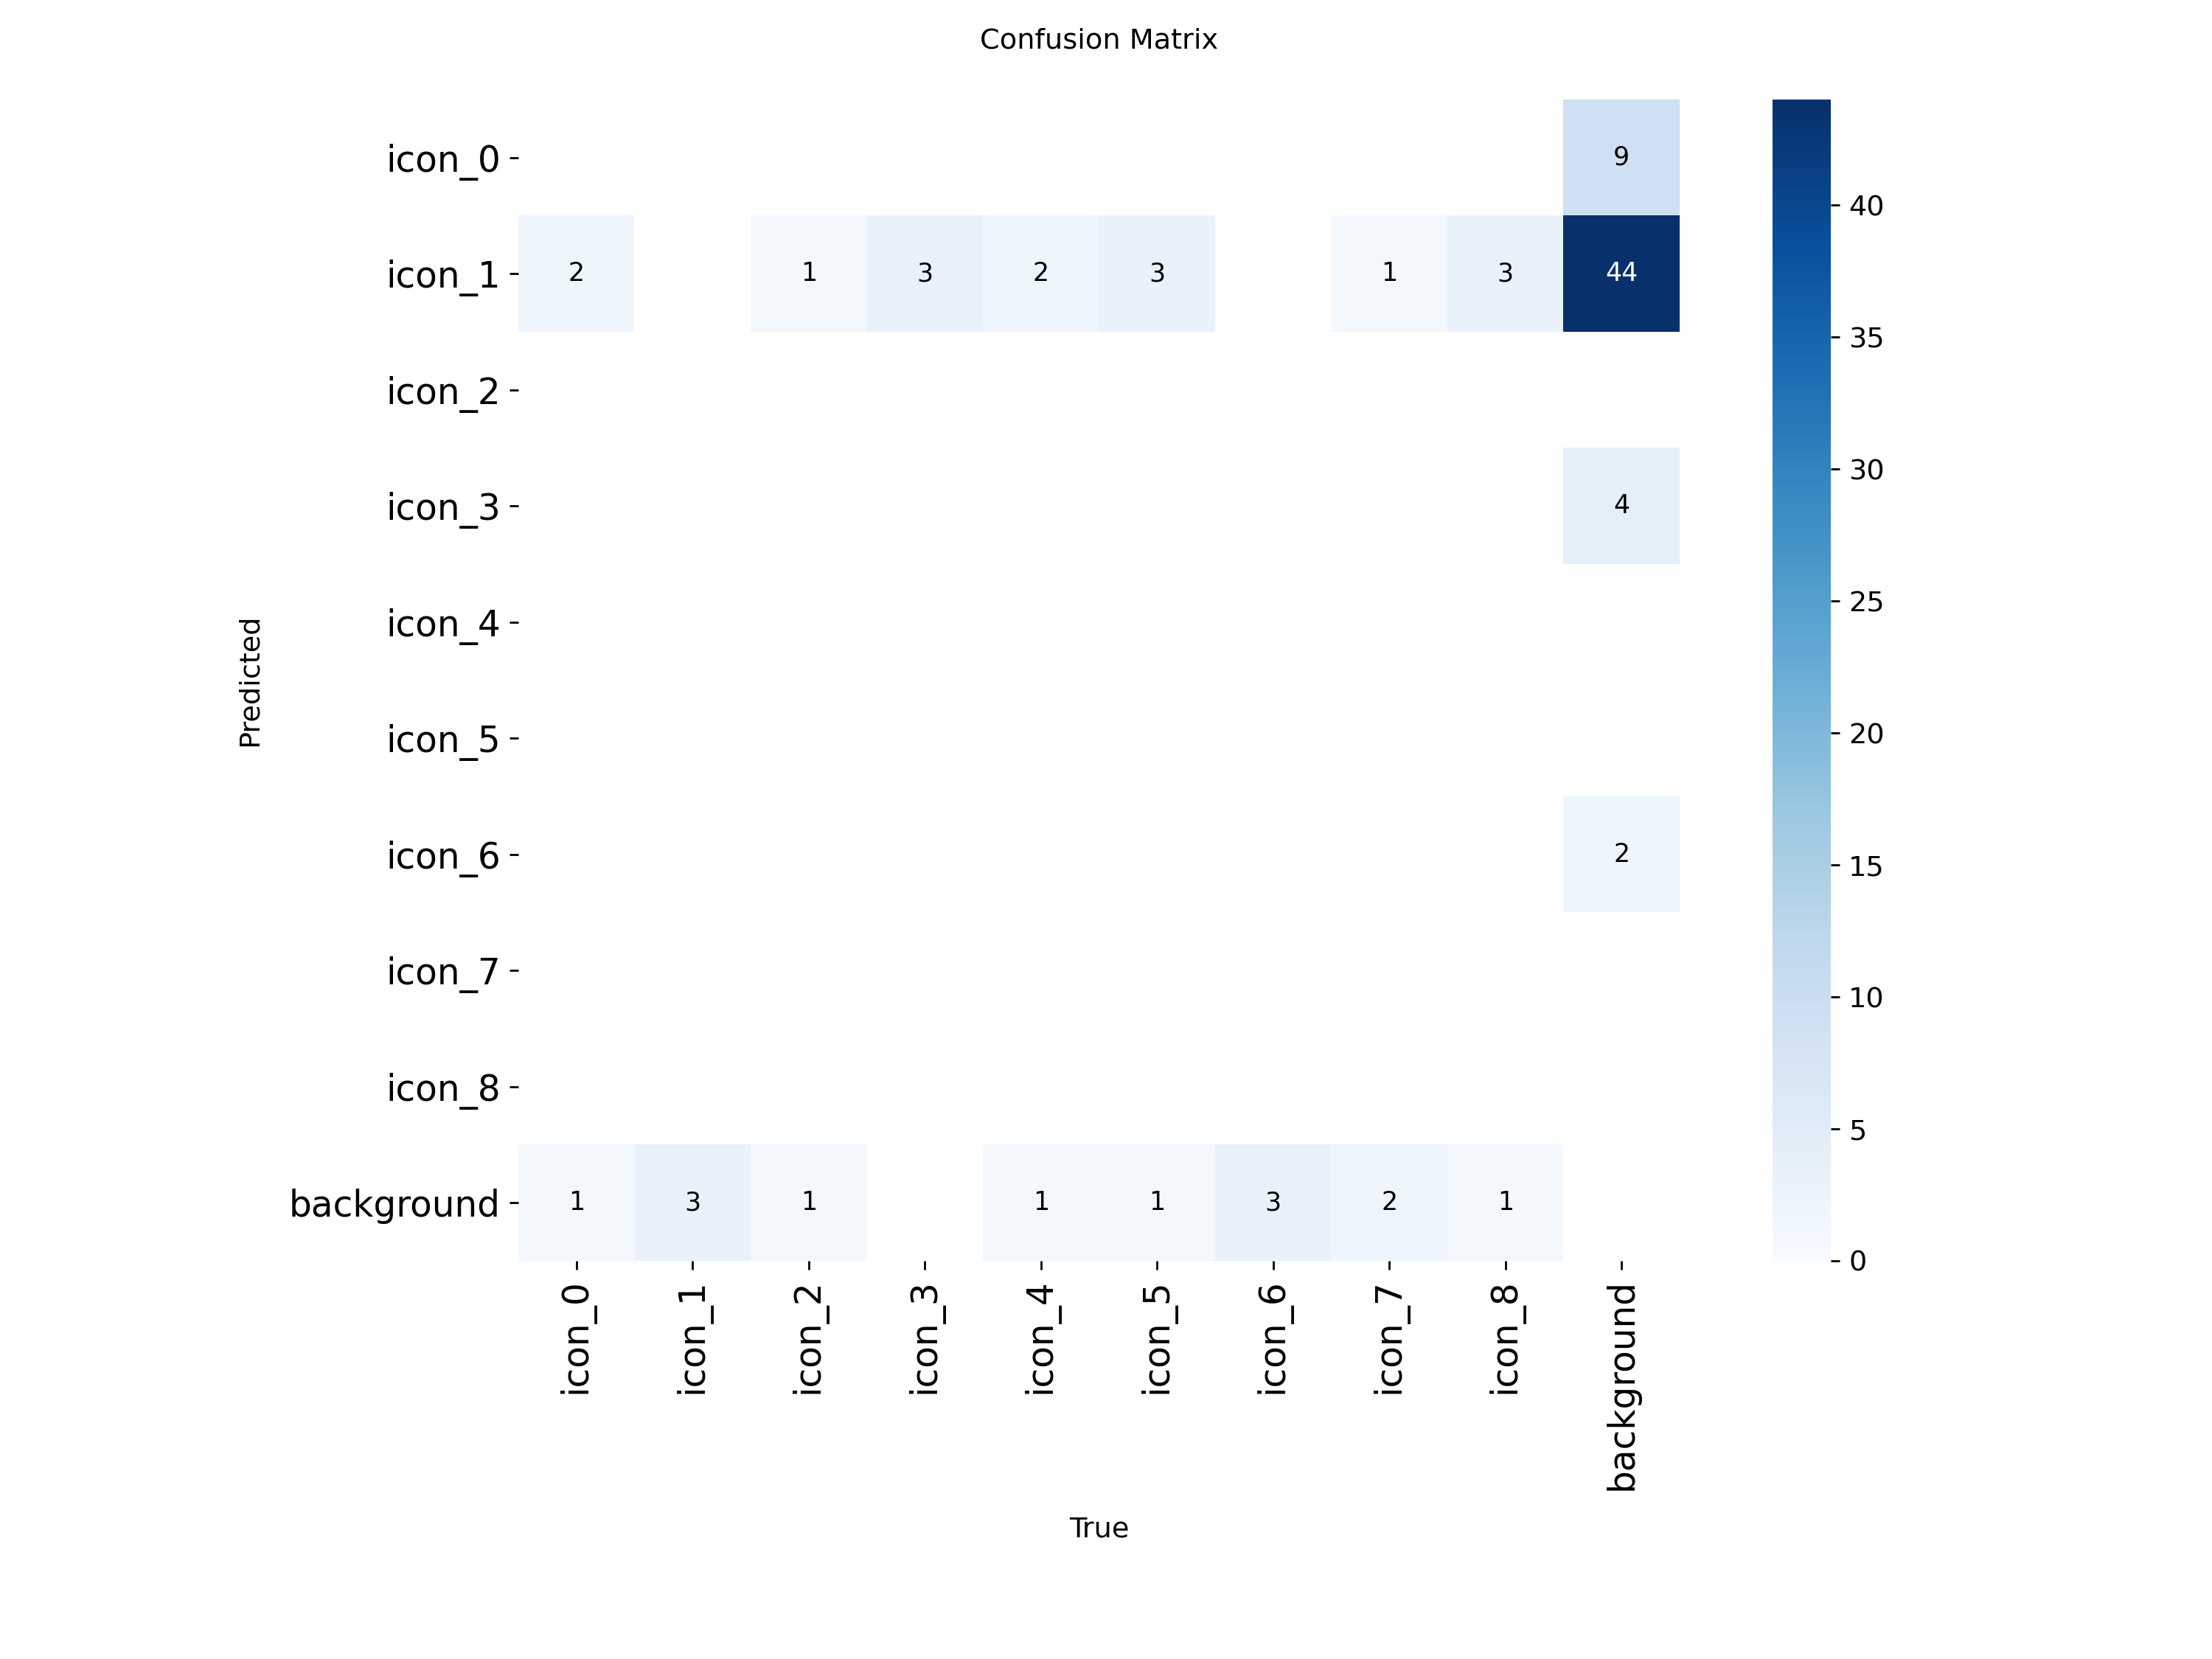 Confusion Matrix
icon_0 9
icon_1 2 1 3 2 3 1 3 44
icon_2
icon_3 4
icon_4
icon_5
icon_6 2
icon_7
icon_8
background 1 3 1 1 1 3 2 1
icon_0 icon_1 icon_2 icon_3 icon_4 icon_5 icon_6 icon_7 icon_8 background
True
Predicted
40
35
30
25
20
15
10
5
0